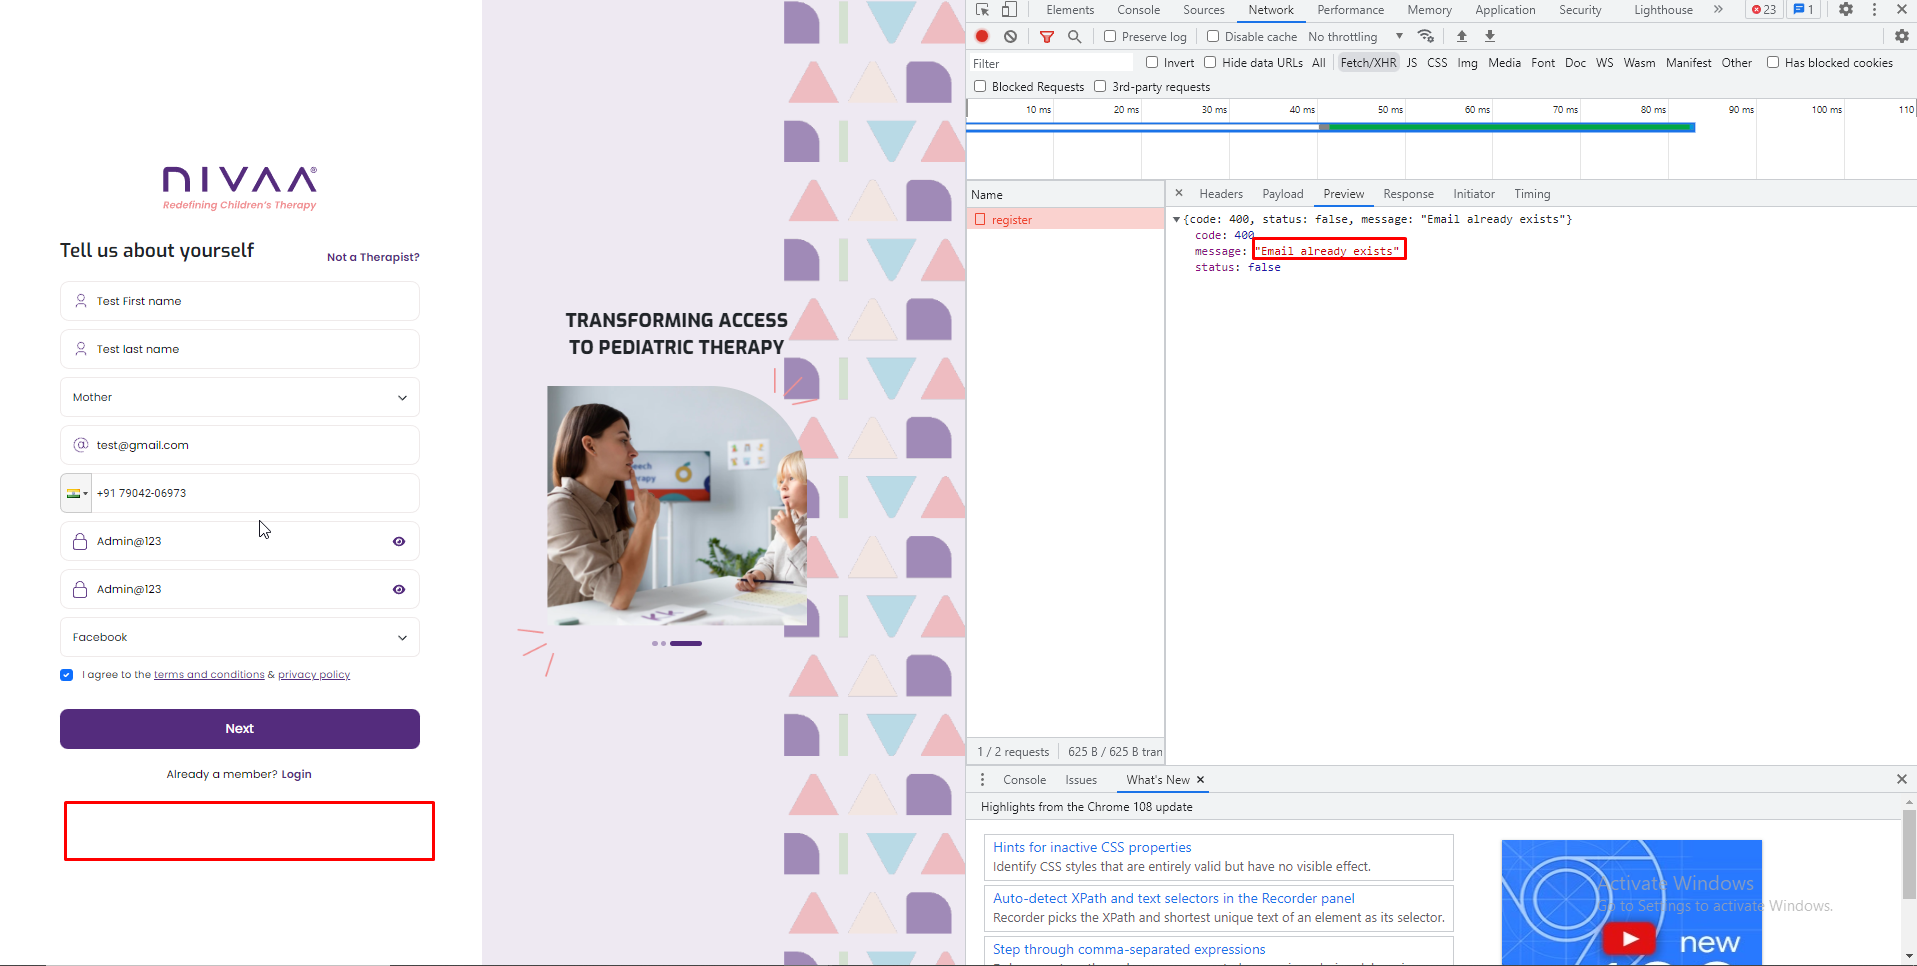 NIVAA®
Redefining Children's Therapy
Tell us about yourself
Not a Therapist?
Test First name
Test last name
Mother
test@gmail.com
+91 79042-06973
Admin@123
Admin@123
Facebook
I agree to the terms and conditions & privacy policy
Next
Already a member? Login
TRANSFORMING ACCESS
TO PEDIATRIC THERAPY
Elements Console Sources Network Performance Memory Application Security Lighthouse » 23 1
Preserve log Disable cache No throttling
Filter Invert Hide data URLs All Fetch/XHR JS CSS Img Media Font Doc WS Wasm Manifest Other Has blocked cookies
Blocked Requests 3rd-party requests
10 ms 20 ms 30 ms 40 ms 50 ms 60 ms 70 ms 80 ms 90 ms 100 ms 110
Name
Headers Payload Preview Response Initiator Timing
register
{code: 400, status: false, message: "Email already exists"}
code: 400
message: "Email already exists"
status: false
1 / 2 requests 625 B / 625 B tran
Console Issues What's New
Highlights from the Chrome 108 update
Hints for inactive CSS properties
Identify CSS styles that are entirely valid but have no visible effect.
Auto-detect XPath and text selectors in the Recorder panel
Recorder picks the XPath and shortest unique text of an element as its selector.
Step through comma-separated expressions
new
Activate Windows
Go to Settings to activate Windows.